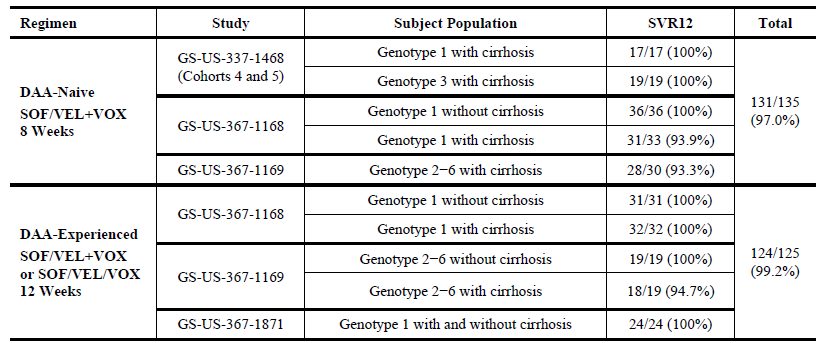 Regimen Study Subject Population SVR12 Total
DAA-Naive
SOF/VEL+VOX
8 Weeks
GS-US-337-1468
(Cohorts 4 and 5)
Genotype 1 with cirrhosis 17/17 (100%)
Genotype 3 with cirrhosis 19/19 (100%)
GS-US-367-1168
Genotype 1 without cirrhosis 36/36 (100%)
Genotype 1 with cirrhosis 31/33 (93.9%)
GS-US-367-1169 Genotype 2−6 with cirrhosis 28/30 (93.3%)
131/135
(97.0%)
DAA-Experienced
SOF/VEL+VOX
or SOF/VEL/VOX
12 Weeks
GS-US-367-1168
Genotype 1 without cirrhosis 31/31 (100%)
Genotype 1 with cirrhosis 32/32 (100%)
GS-US-367-1169
Genotype 2−6 without cirrhosis 19/19 (100%)
Genotype 2−6 with cirrhosis 18/19 (94.7%)
GS-US-367-1871 Genotype 1 with and without cirrhosis 24/24 (100%)
124/125
(99.2%)